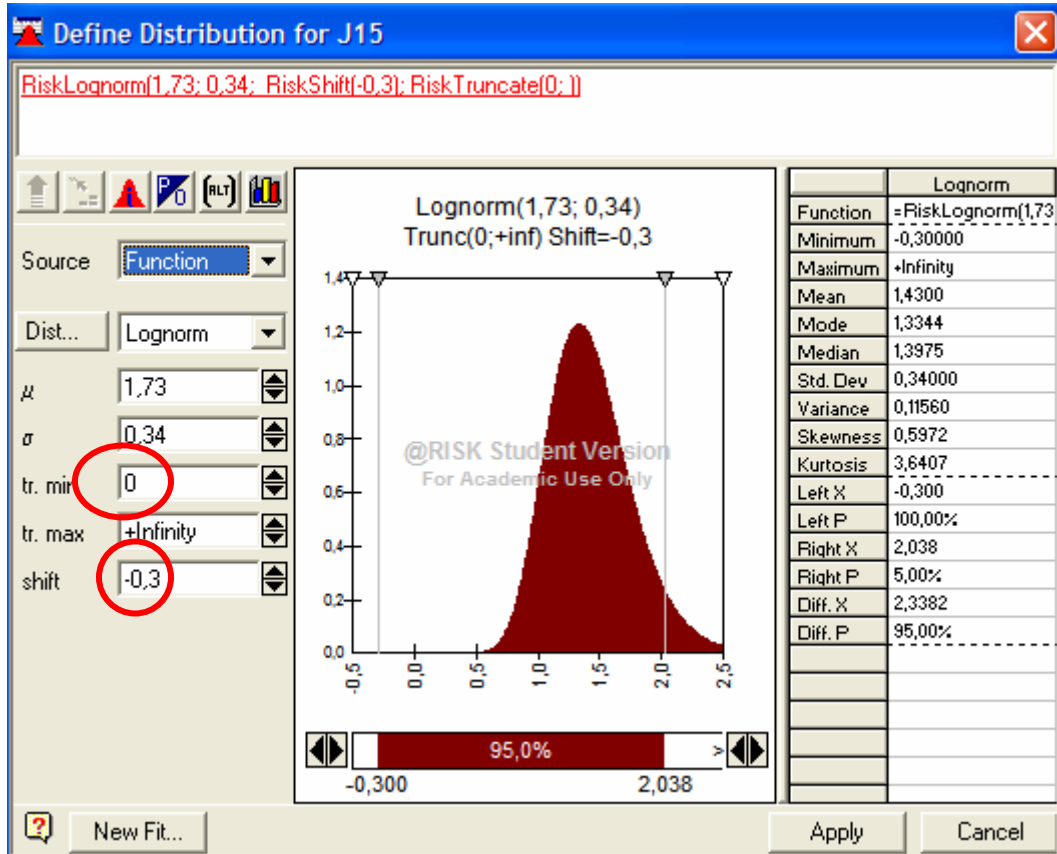 Define Distribution for J15
RiskLognorm(1,73; 0,34; RiskShift(-0,3); RiskTruncate(0; ))
Source Function
Dist... Lognorm
μ 1,73
σ 0,34
tr. min 0
tr. max +Infinity
shift -0,3
Lognorm(1,73; 0,34)
Trunc(0;+inf) Shift=-0,3
1,4
1,2
1,0
0,8
0,6
0,4
0,2
0,0
@RISK Student Version
For Academic Use Only
-0,5 0,0 0,5 1,0 1,5 2,0 2,5
95,0% >
-0,300 2,038
Lognorm
Function =RiskLognorm(1,73
Minimum -0,30000
Maximum +Infinity
Mean 1,4300
Mode 1,3344
Median 1,3975
Std. Dev 0,34000
Variance 0,11560
Skewness 0,5972
Kurtosis 3,6407
Left X -0,300
Left P 100,00%
Right X 2,038
Right P 5,00%
Diff. X 2,3382
Diff. P 95,00%
New Fit...
Apply Cancel